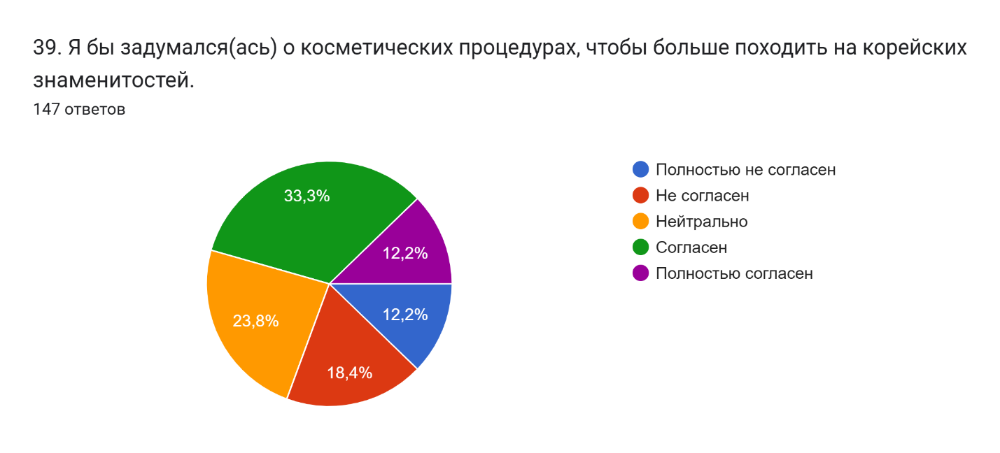 39. Я бы задумался(ась) о косметических процедурах, чтобы больше походить на корейских
знаменитостей.
147 ответов
33,3%
12,2%
23,8%
12,2%
18,4%
Полностью не согласен
Не согласен
Нейтрально
Согласен
Полностью согласен